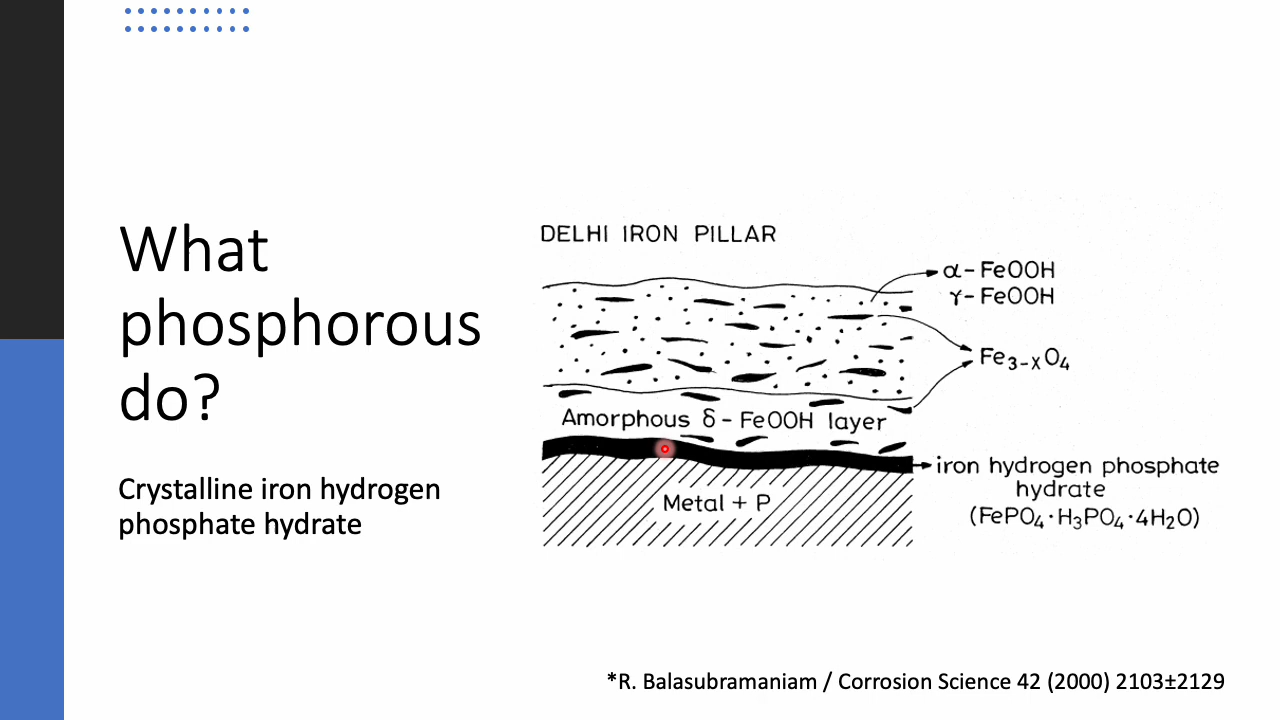 What
phosphorous
do?
Crystalline iron hydrogen
phosphate hydrate
DELHI IRON PILLAR
α-FeOOH
γ-FeOOH
Fe₃₋ₓO₄
Amorphous δ-FeOOH layer
iron hydrogen phosphate
hydrate
(FePO₄·H₃PO₄·4H₂O)
Metal + P
*R. Balasubramaniam / Corrosion Science 42 (2000) 2103±2129